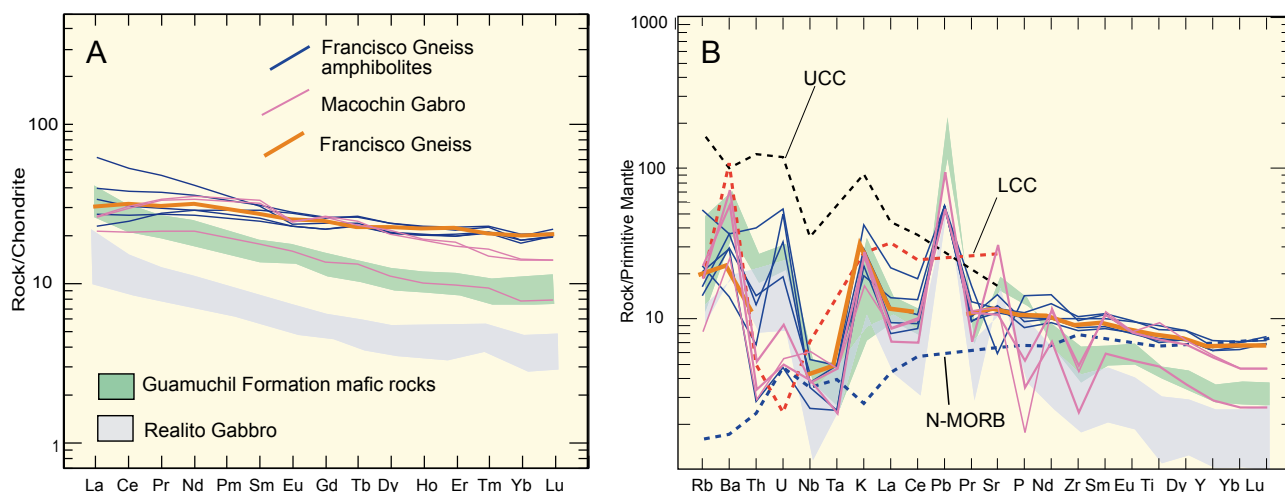 A
Francisco Gneiss
amphibolites
Macochin Gabro
Francisco Gneiss
Guamuchil Formation mafic rocks
Realito Gabbro
Rock/Chondrite
100
10
1
La Ce Pr Nd Pm Sm Eu Gd Tb Dy Ho Er Tm Yb Lu
B
UCC
LCC
N-MORB
Rock/Primitive Mantle
1000
100
10
Rb Ba Th U Nb Ta K La Ce Pb Pr Sr P Nd Zr Sm Eu Ti Dy Y Yb Lu